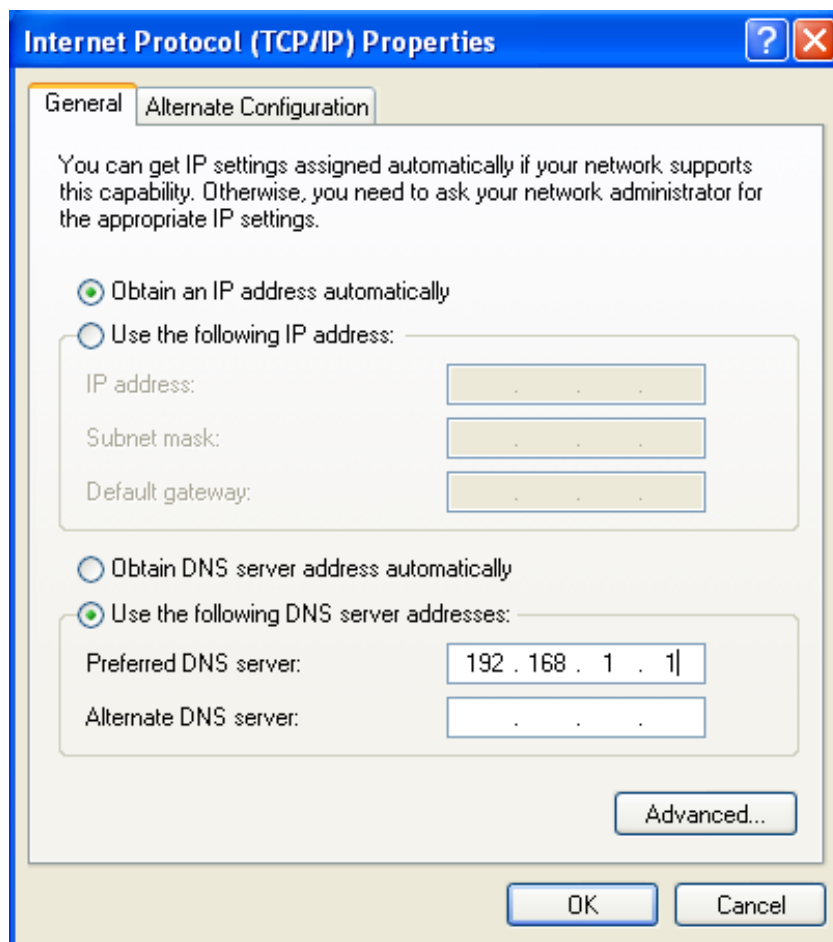 Internet Protocol (TCP/IP) Properties
General
Alternate Configuration
You can get IP settings assigned automatically if your network supports
this capability. Otherwise, you need to ask your network administrator for
the appropriate IP settings.
Obtain an IP address automatically
Use the following IP address:
IP address:
Subnet mask:
Default gateway:
Obtain DNS server address automatically
Use the following DNS server addresses:
Preferred DNS server: 192 . 168 . 1 . 1
Alternate DNS server:
Advanced...
OK
Cancel